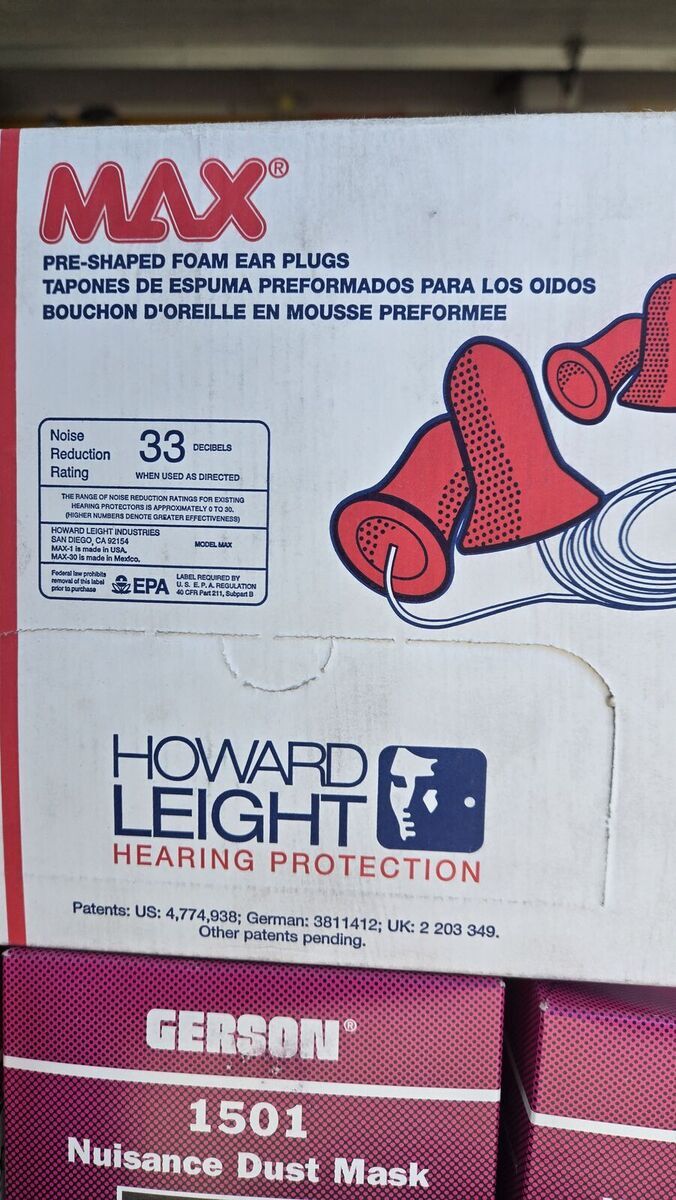 MAX®
PRE-SHAPED FOAM EAR PLUGS
TAPONES DE ESPUMA PREFORMADOS PARA LOS OIDOS
BOUCHON D'OREILLE EN MOUSSE PREFORMEE
Noise
Reduction
Rating
33 DECIBELS
WHEN USED AS DIRECTED
THE RANGE OF NOISE REDUCTION RATINGS FOR EXISTING
HEARING PROTECTORS IS APPROXIMATELY 0 TO 30.
(HIGHER NUMBERS DENOTE GREATER EFFECTIVENESS)
HOWARD LEIGHT INDUSTRIES
SAN DIEGO, CA 92154
MAX-1 is made in USA.
MAX-30 is made in Mexico.
MODEL MAX
Federal law prohibits
removal of this label
prior to purchase
EPA
LABEL REQUIRED BY
U. S. E. P. A. REGULATION
40 CFR Part 211, Subpart B
HOWARD
LEIGHT
HEARING PROTECTION
Patents: US: 4,774,938; German: 3811412; UK: 2 203 349.
Other patents pending.
GERSON®
1501
Nuisance Dust Mask